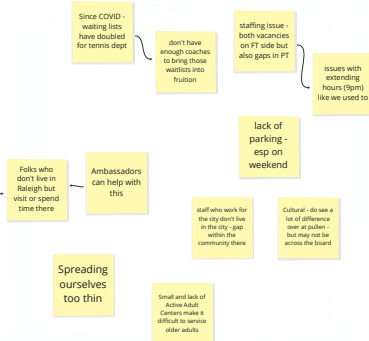 Since COVID -
waiting lists
have doubled
for tennis dept
don't have
enough coaches
to bring those
waitlists into
fruition
staffing issue -
both vacancies
on FT side but
also gaps in PT
issues with
extending
hours (9pm)
like we used to
lack of
parking -
esp on
weekend
Folks who
don't live in
Raleigh but
visit or spend
time there
Ambassadors
can help with
this
staff who work for
the city don't live
in the city - gap
within the
community there
Cultural - do see a
lot of difference
over at pullen -
but may not be
across the board
Spreading
ourselves
too thin
Small and lack of
Active Adult
Centers make it
difficult to service
older adults